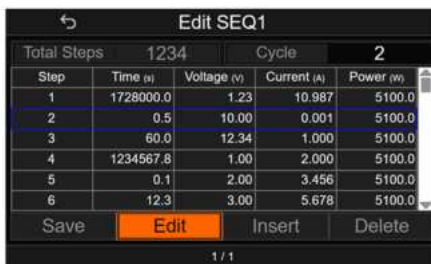 Edit SEQ1
Total Steps 1234 Cycle 2
Step Time (s) Voltage (V) Current (A) Power (W)
1 1728000.0 1.23 10.987 5100.0
2 0.5 10.00 0.001 5100.0
3 60.0 12.34 1.000 5100.0
4 1234567.8 1.00 2.000 5100.0
5 0.1 2.00 3.456 5100.0
6 12.3 3.00 5.678 5100.0
Save Edit Insert Delete
1 / 1